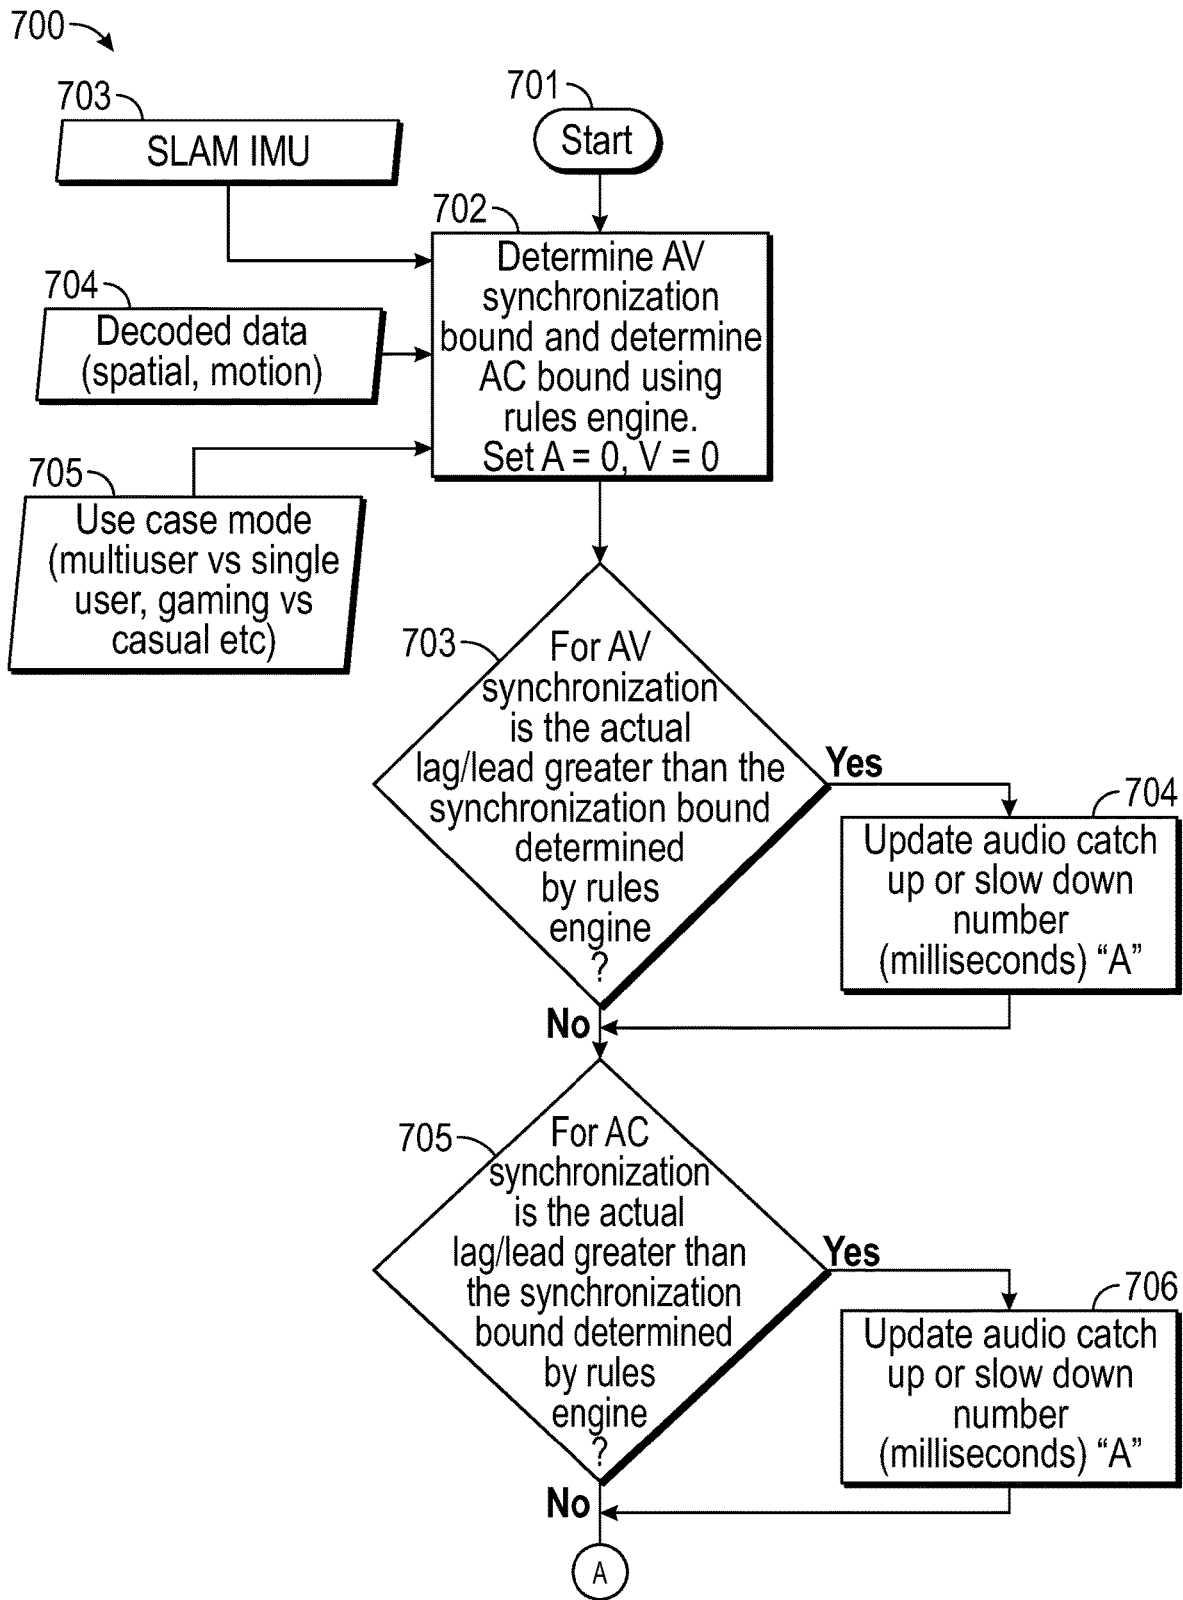 700
703
SLAM IMU
701
Start
702
Determine AV
synchronization
bound and determine
AC bound using
rules engine.
Set A = 0, V = 0
704
Decoded data
(spatial, motion)
705
Use case mode
(multiuser vs single
user, gaming vs
casual etc)
703
For AV
synchronization
is the actual
lag/lead greater than the
synchronization bound
determined
by rules
engine
?
Yes
704
Update audio catch
up or slow down
number
(milliseconds) “A”
No
705
For AC
synchronization
is the actual
lag/lead greater than
the synchronization
bound determined
by rules
engine
?
Yes
706
Update audio catch
up or slow down
number
(milliseconds) “A”
No
A